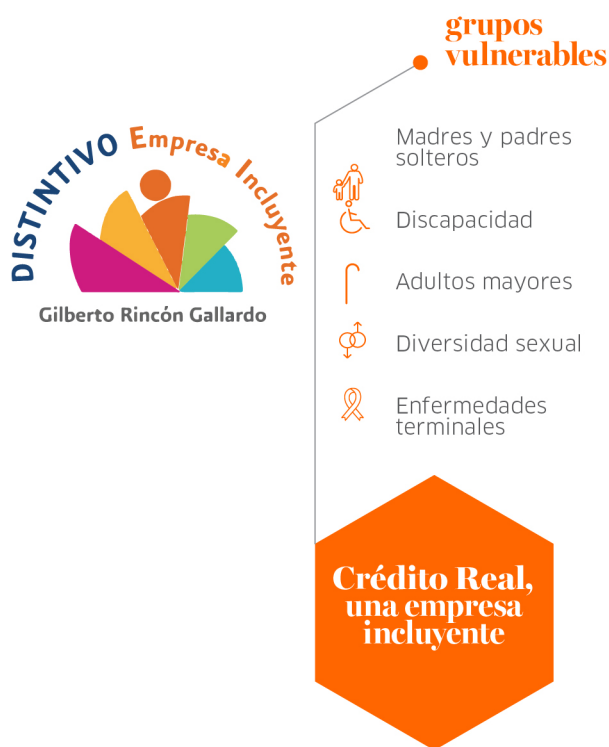 grupos
vulnerables
DISTINTIVO Empresa Incluyente
Gilberto Rincón Gallardo
Madres y padres
solteros
Discapacidad
Adultos mayores
Diversidad sexual
Enfermedades
terminales
Crédito Real,
una empresa
incluyente